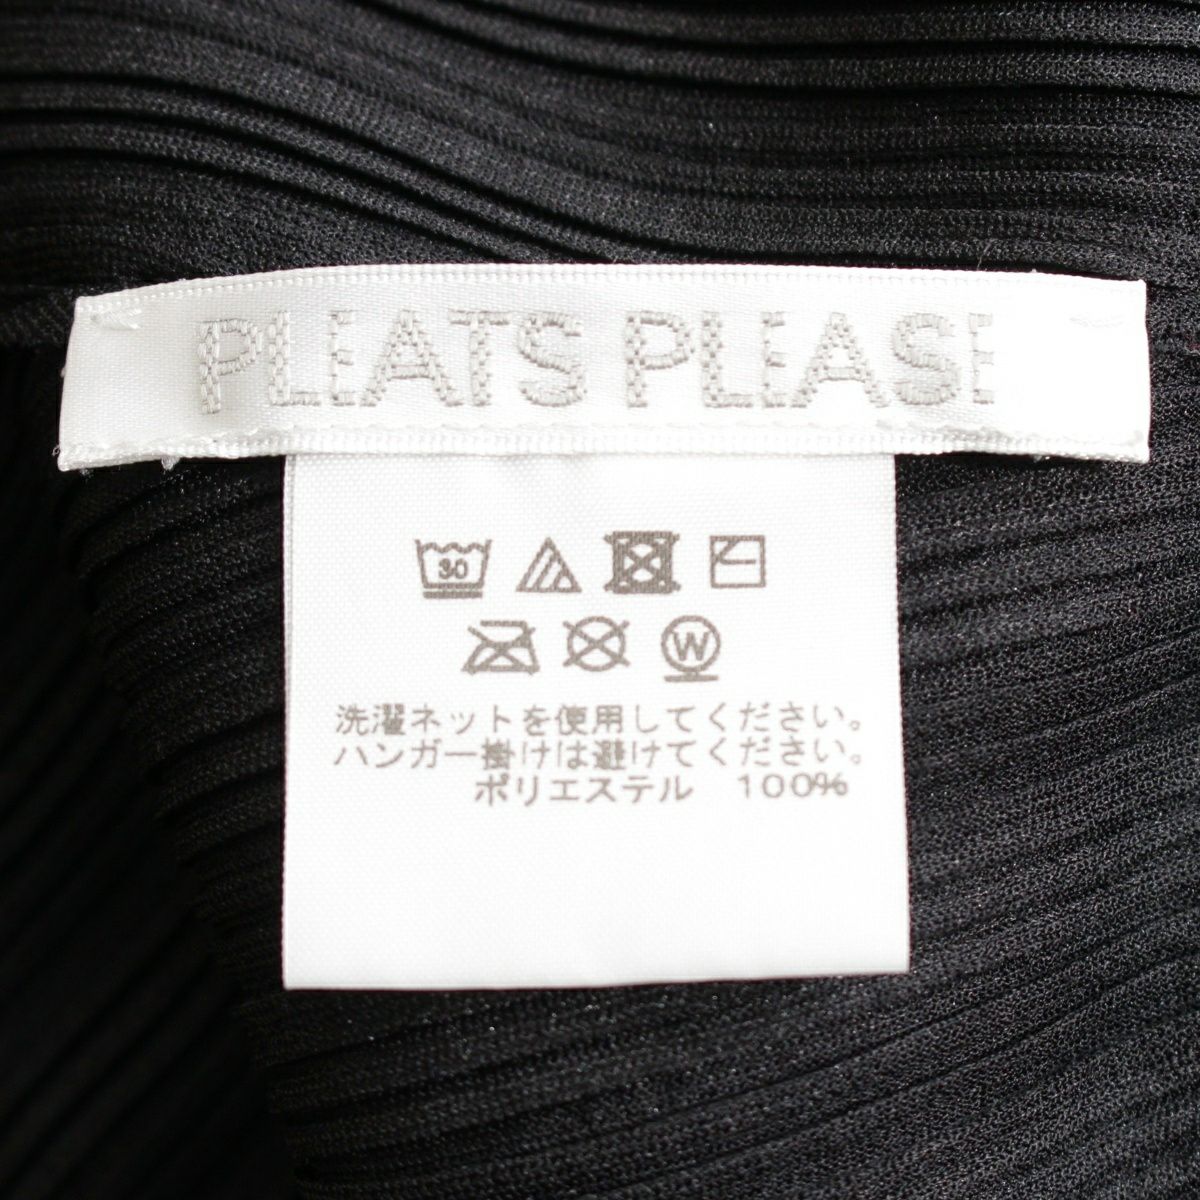 PLEATS PLEASE
30
W
洗濯ネットを使用してください。
ハンガー掛けは避けてください。
ポリエステル 100%